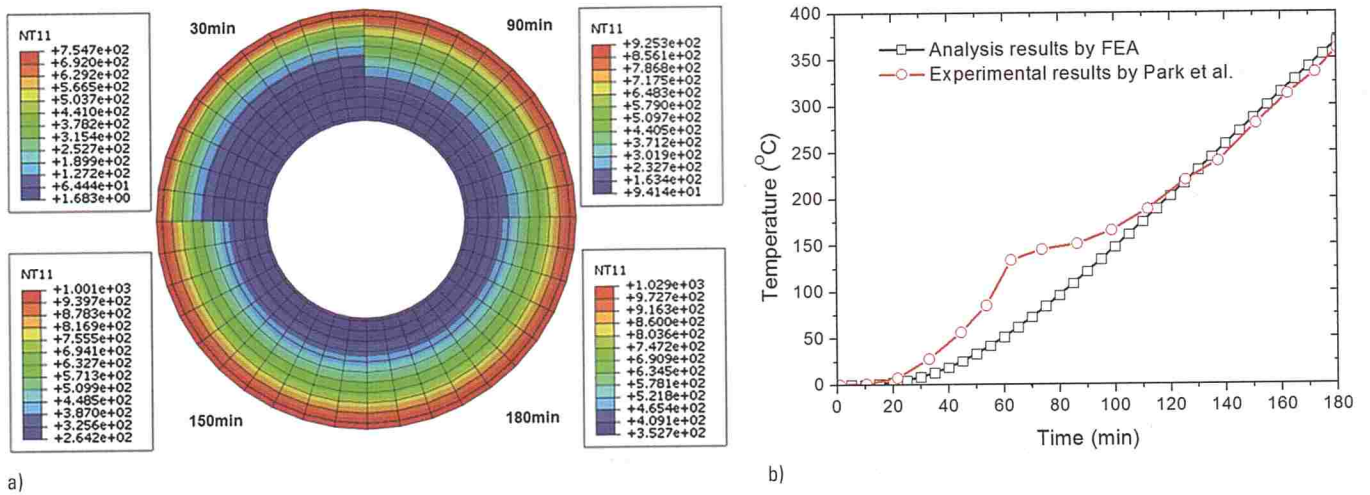 30min
90min
NT11
+7.547e+02
+6.920e+02
+6.292e+02
+5.665e+02
+5.037e+02
+4.410e+02
+3.782e+02
+3.154e+02
+2.527e+02
+1.899e+02
+1.272e+02
+6.444e+01
+1.683e+00
NT11
+9.253e+02
+8.561e+02
+7.868e+02
+7.175e+02
+6.483e+02
+5.790e+02
+5.097e+02
+4.405e+02
+3.712e+02
+3.019e+02
+2.327e+02
+1.634e+02
+9.414e+01
NT11
+1.001e+03
+9.397e+02
+8.783e+02
+8.169e+02
+7.555e+02
+6.941e+02
+6.327e+02
+5.713e+02
+5.099e+02
+4.485e+02
+3.870e+02
+3.256e+02
+2.642e+02
NT11
+1.029e+03
+9.727e+02
+9.163e+02
+8.600e+02
+8.036e+02
+7.472e+02
+6.909e+02
+6.345e+02
+5.781e+02
+5.218e+02
+4.654e+02
+4.091e+02
+3.527e+02
150min
180min
a)
400
350
300
250
200
150
100
50
0
Temperature (°C)
Analysis results by FEA
Experimental results by Park et al.
0 20 40 60 80 100 120 140 160 180
Time (min)
b)